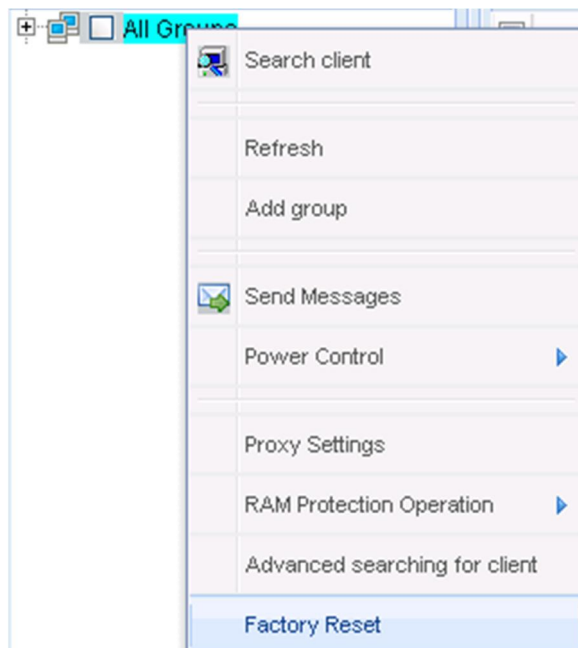 All Groups
Search client
Refresh
Add group
Send Messages
Power Control
Proxy Settings
RAM Protection Operation
Advanced searching for client
Factory Reset